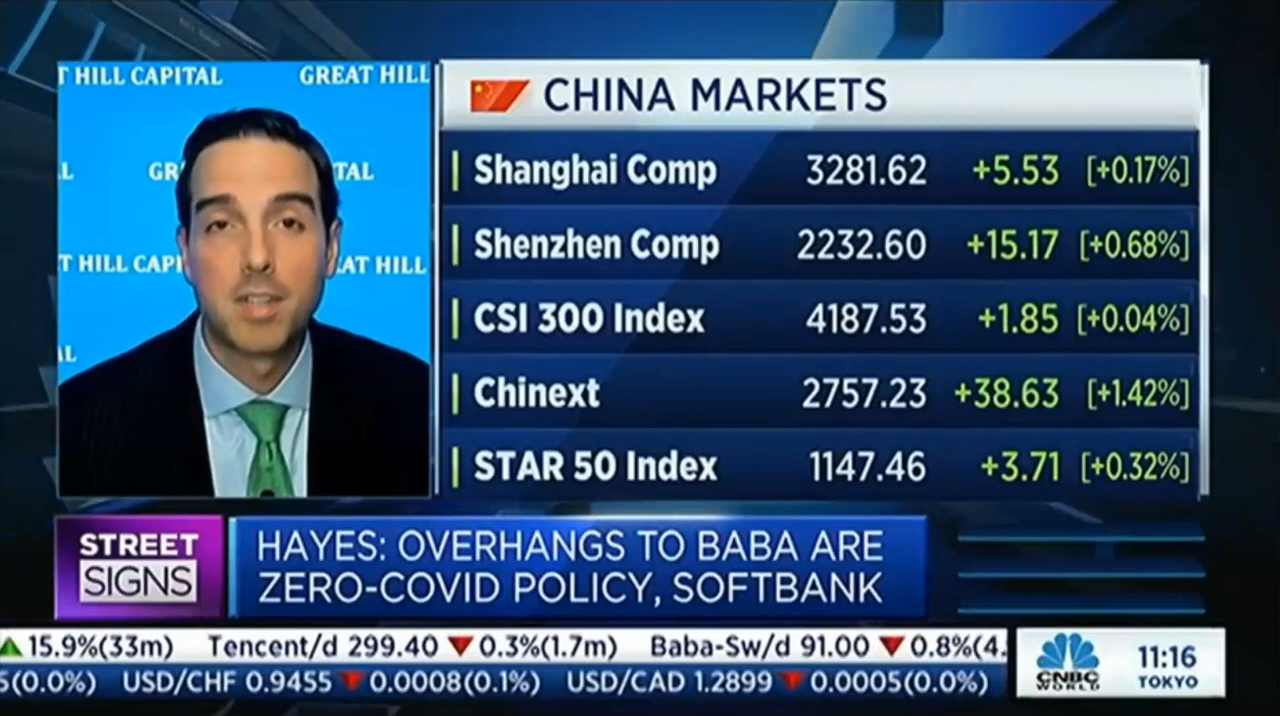 T HILL CAPITAL GREAT HILL
L GR TAL
T HILL CAPI EAT HILL
AL
CHINA MARKETS
Shanghai Comp 3281.62 +5.53 [+0.17%]
Shenzhen Comp 2232.60 +15.17 [+0.68%]
CSI 300 Index 4187.53 +1.85 [+0.04%]
Chinext 2757.23 +38.63 [+1.42%]
STAR 50 Index 1147.46 +3.71 [+0.32%]
STREET
SIGNS
HAYES: OVERHANGS TO BABA ARE
ZERO-COVID POLICY, SOFTBANK
15.9%(33m) Tencent/d 299.40 0.3%(1.7m) Baba-Sw/d 91.00 0.8%(4.
5(0.0%) USD/CHF 0.9455 0.0008(0.1%) USD/CAD 1.2899 0.0005(0.0%)
CNBC
WORLD
11:16
TOKYO